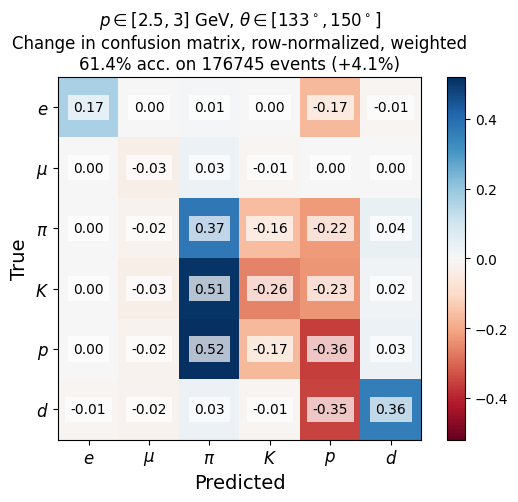 p ∈ [2.5, 3] GeV, θ ∈ [133°, 150°]
Change in confusion matrix, row-normalized, weighted
61.4% acc. on 176745 events (+4.1%)
e 0.17 0.00 0.01 0.00 -0.17 -0.01
μ 0.00 -0.03 0.03 -0.01 0.00 0.00
π 0.00 -0.02 0.37 -0.16 -0.22 0.04
K 0.00 -0.03 0.51 -0.26 -0.23 0.02
p 0.00 -0.02 0.52 -0.17 -0.36 0.03
d -0.01 -0.02 0.03 -0.01 -0.35 0.36
e μ π K p d
Predicted
True
0.4
0.2
0.0
−0.2
−0.4